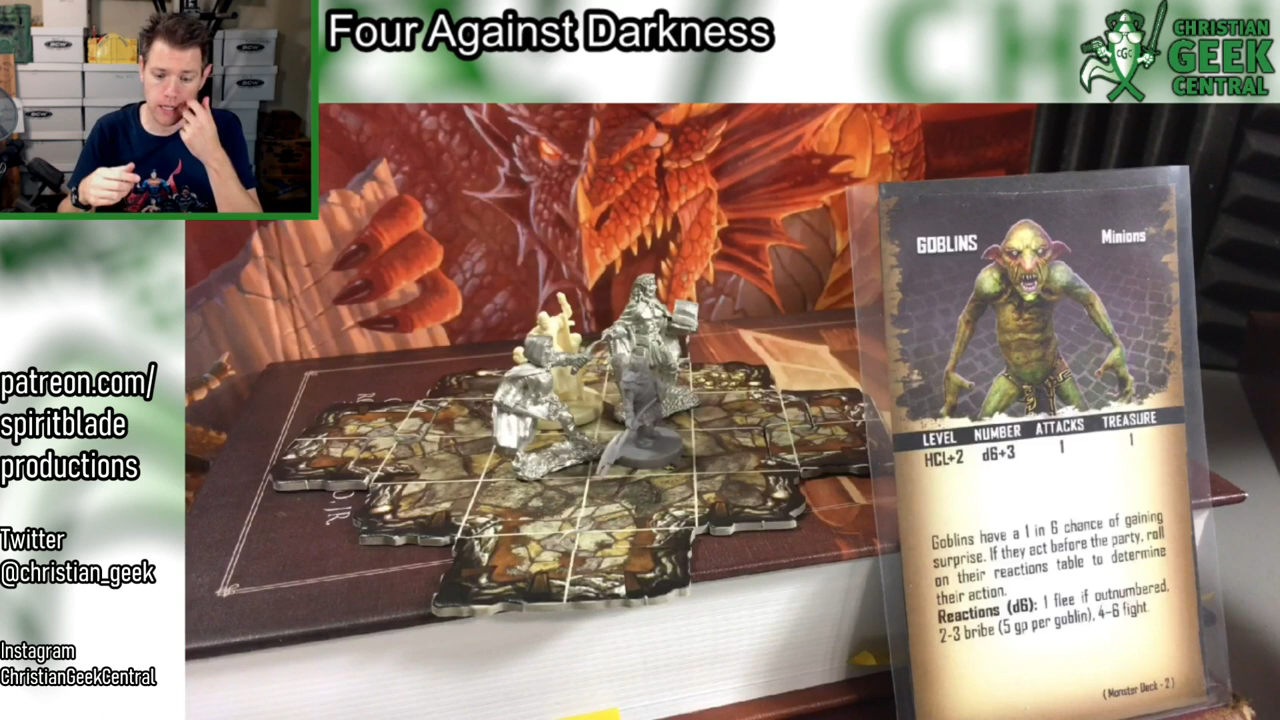 Four Against Darkness
CHRISTIAN
GEEK
CENTRAL
CGC
patreon.com/
spiritblade
productions
Twitter
@christian_geek
Instagram
ChristianGeekCentral
GOBLINS
Minions
LEVEL NUMBER ATTACKS TREASURE
HCL+2 d6+3 1 1
Goblins have a 1 in 6 chance of gaining
surprise. If they act before the party, roll
on their reactions table to determine
their action.
Reactions (d6): 1 flee if outnumbered,
2-3 bribe (5 gp per goblin), 4-6 fight.
(Monster Deck - 2)